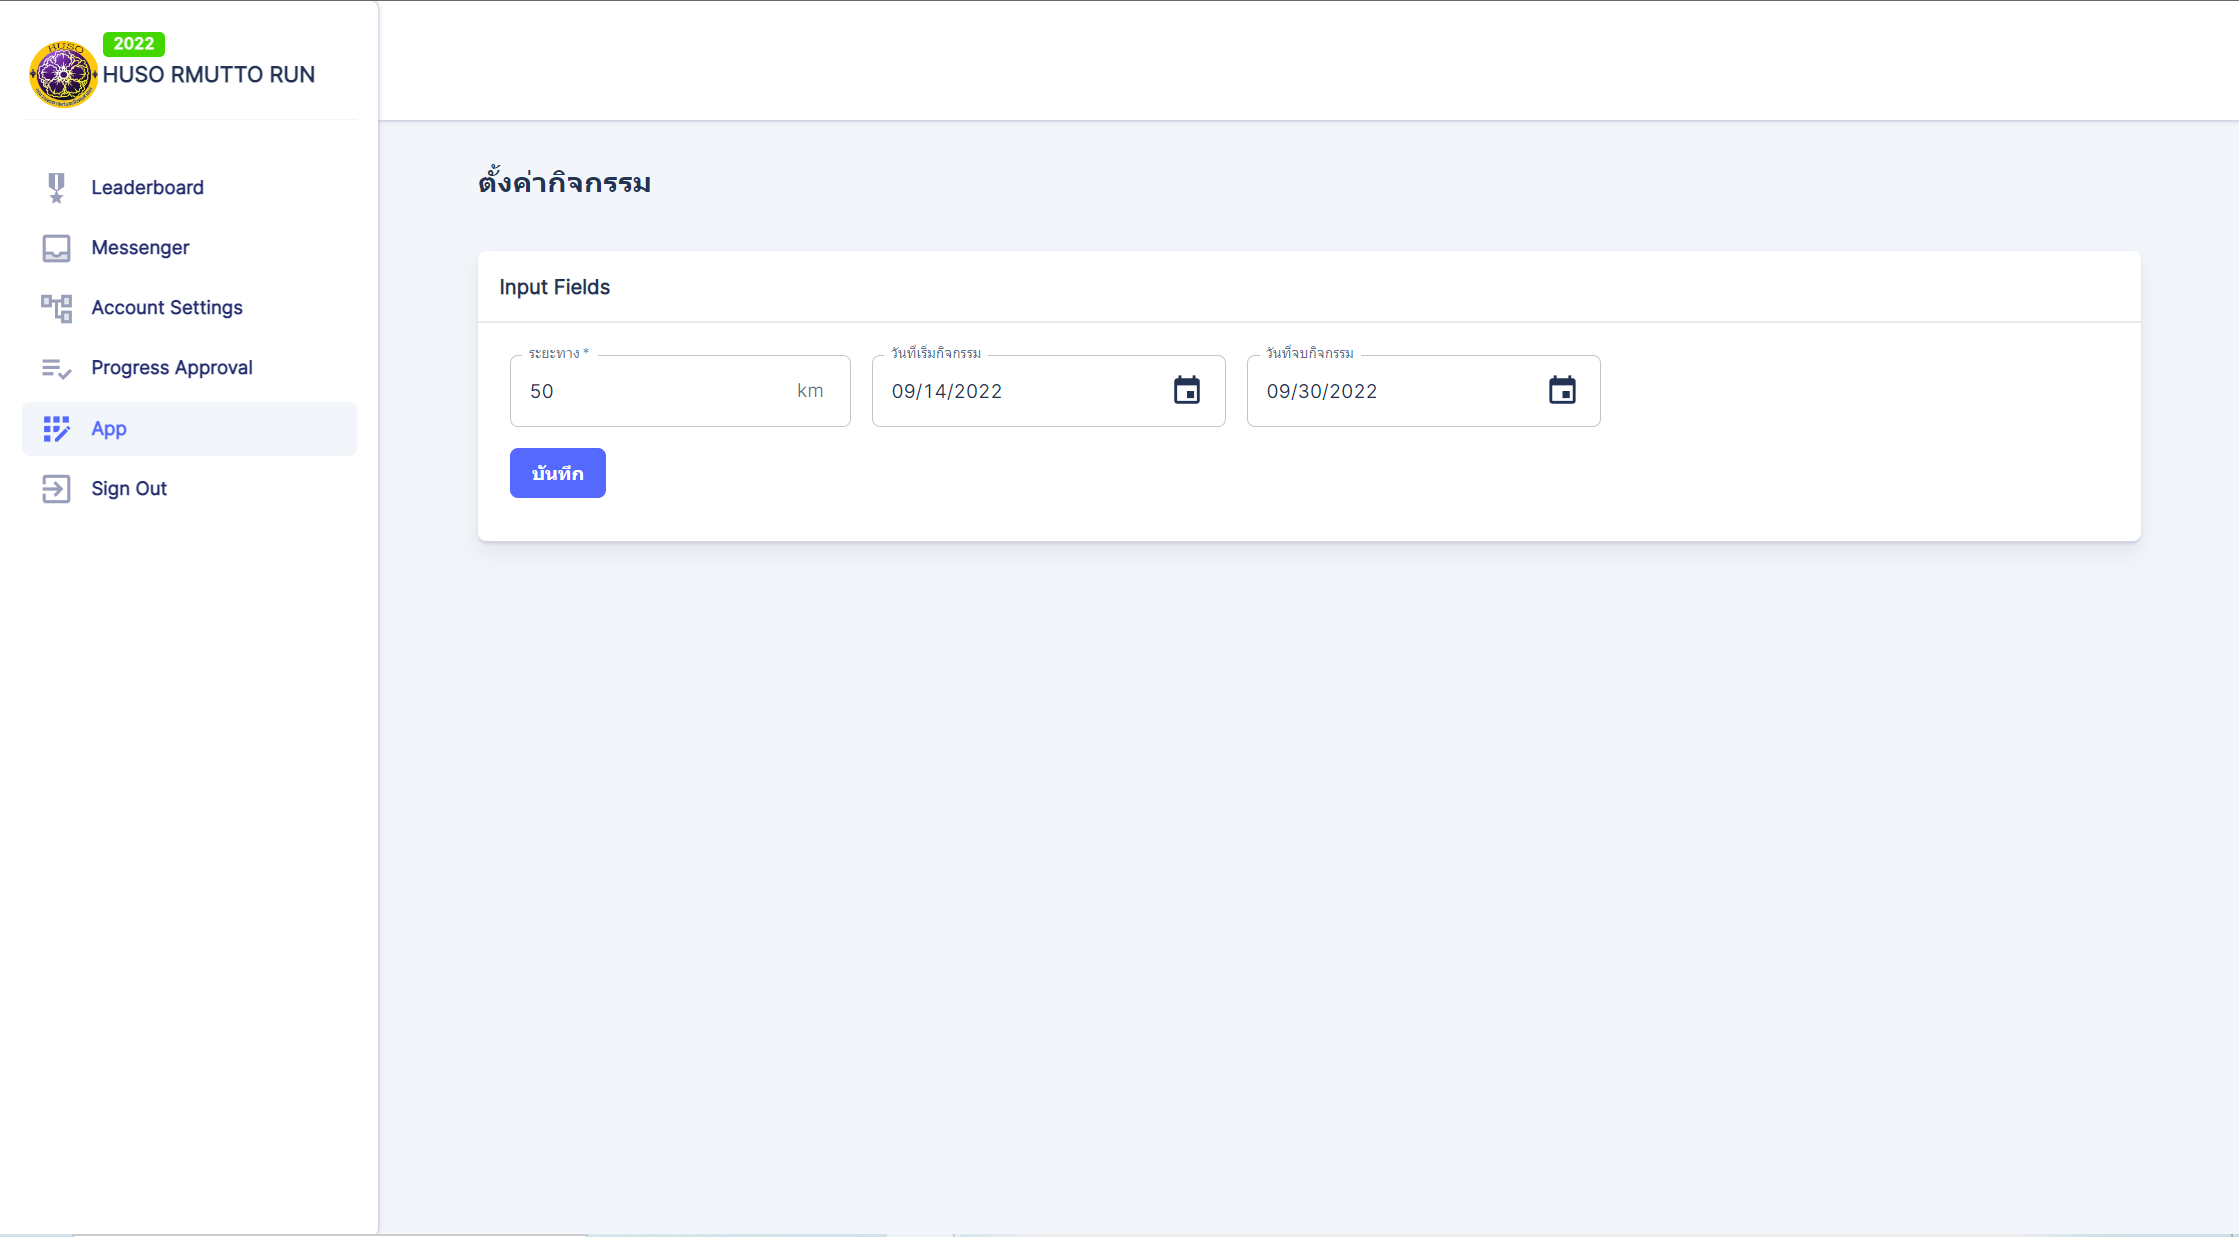 2022
HUSO RMUTTO RUN
HUSO
Leaderboard
Messenger
Account Settings
Progress Approval
App
Sign Out
ตั้งค่ากิจกรรม
Input Fields
ระยะทาง *
50 km
วันที่เริ่มกิจกรรม
09/14/2022
วันที่จบกิจกรรม
09/30/2022
บันทึก